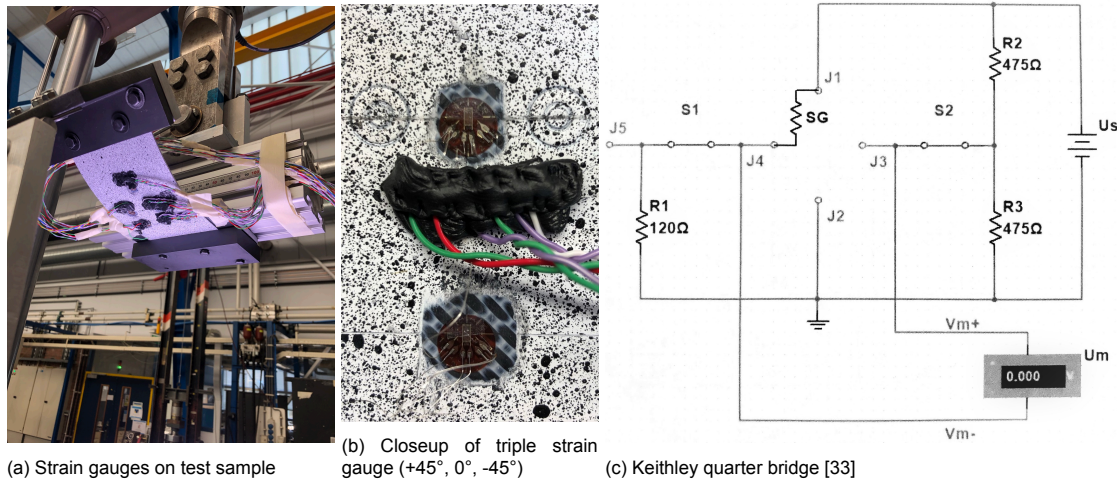 J1
R2
475Ω
S1
SG
S2
Us
J5
J4
J3
R1
120Ω
J2
R3
475Ω
Vm+
Um
0.000 V
Vm-
(a) Strain gauges on test sample
(b) Closeup of triple strain
gauge (+45°, 0°, -45°)
(c) Keithley quarter bridge [33]